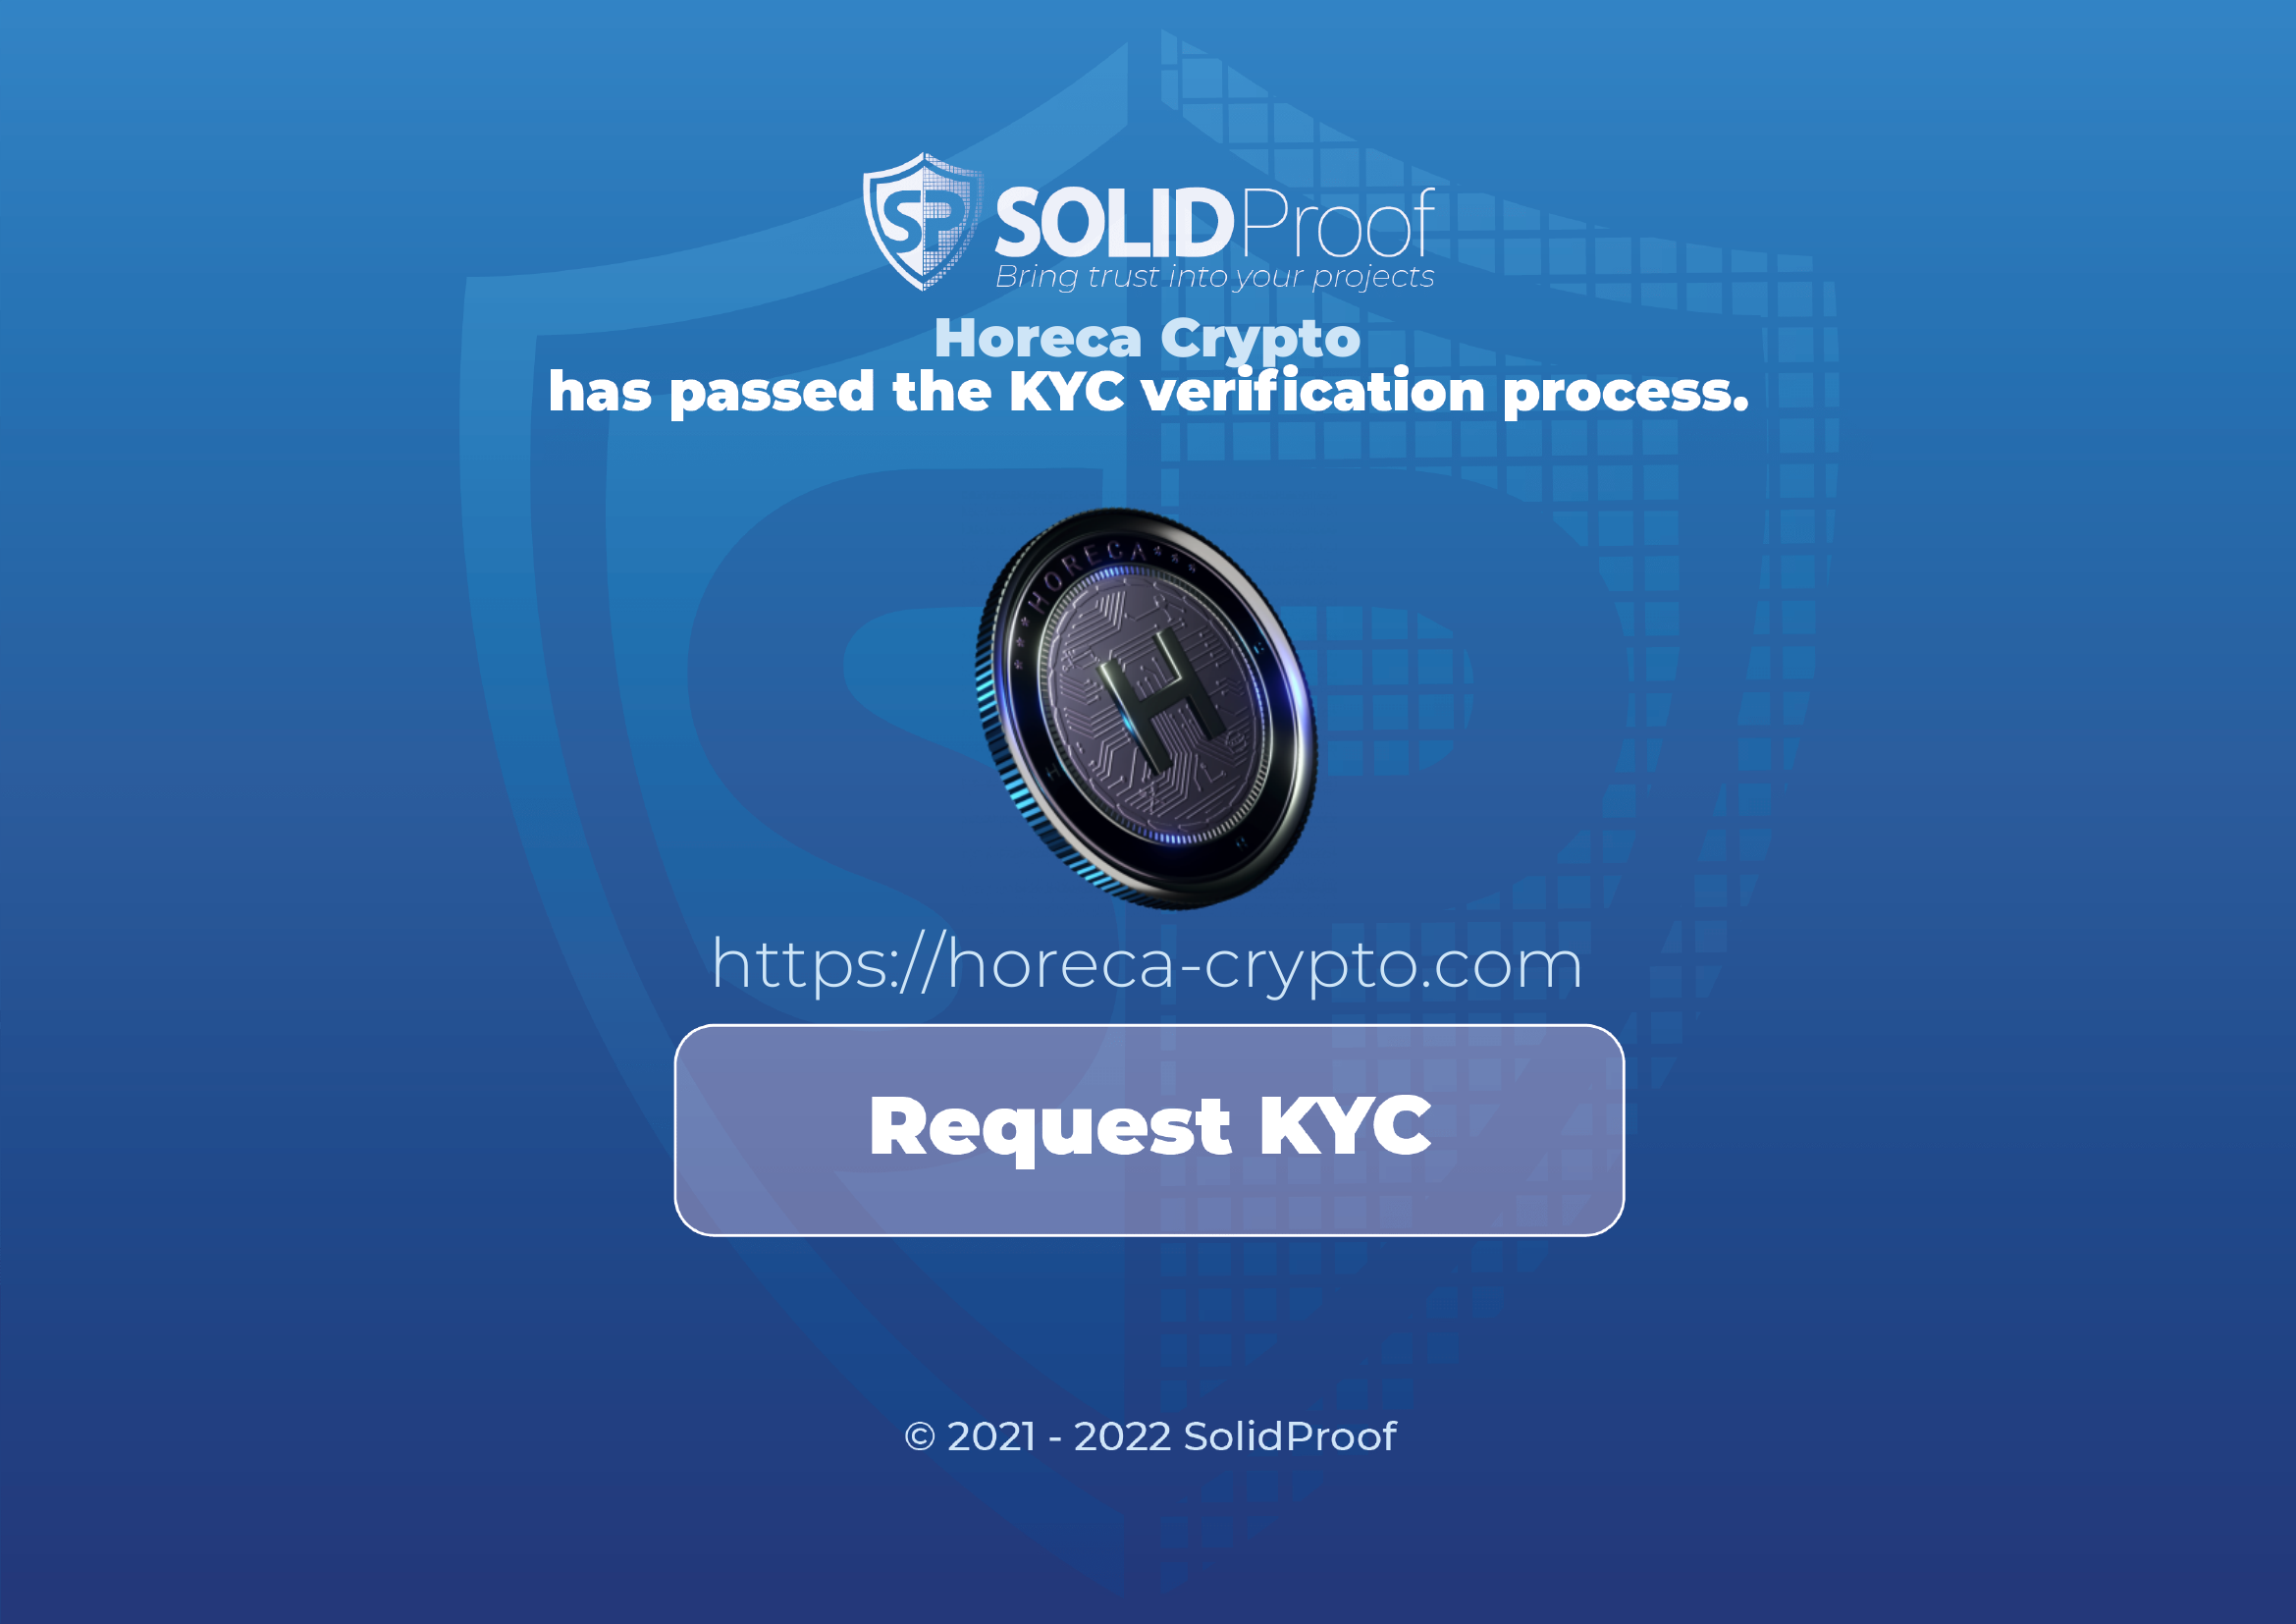 SP
SOLIDProof
Bring trust into your projects
Horeca Crypto
has passed the KYC verification process.
***HORECA***
H
https://horeca-crypto.com
Request KYC
© 2021 - 2022 SolidProof